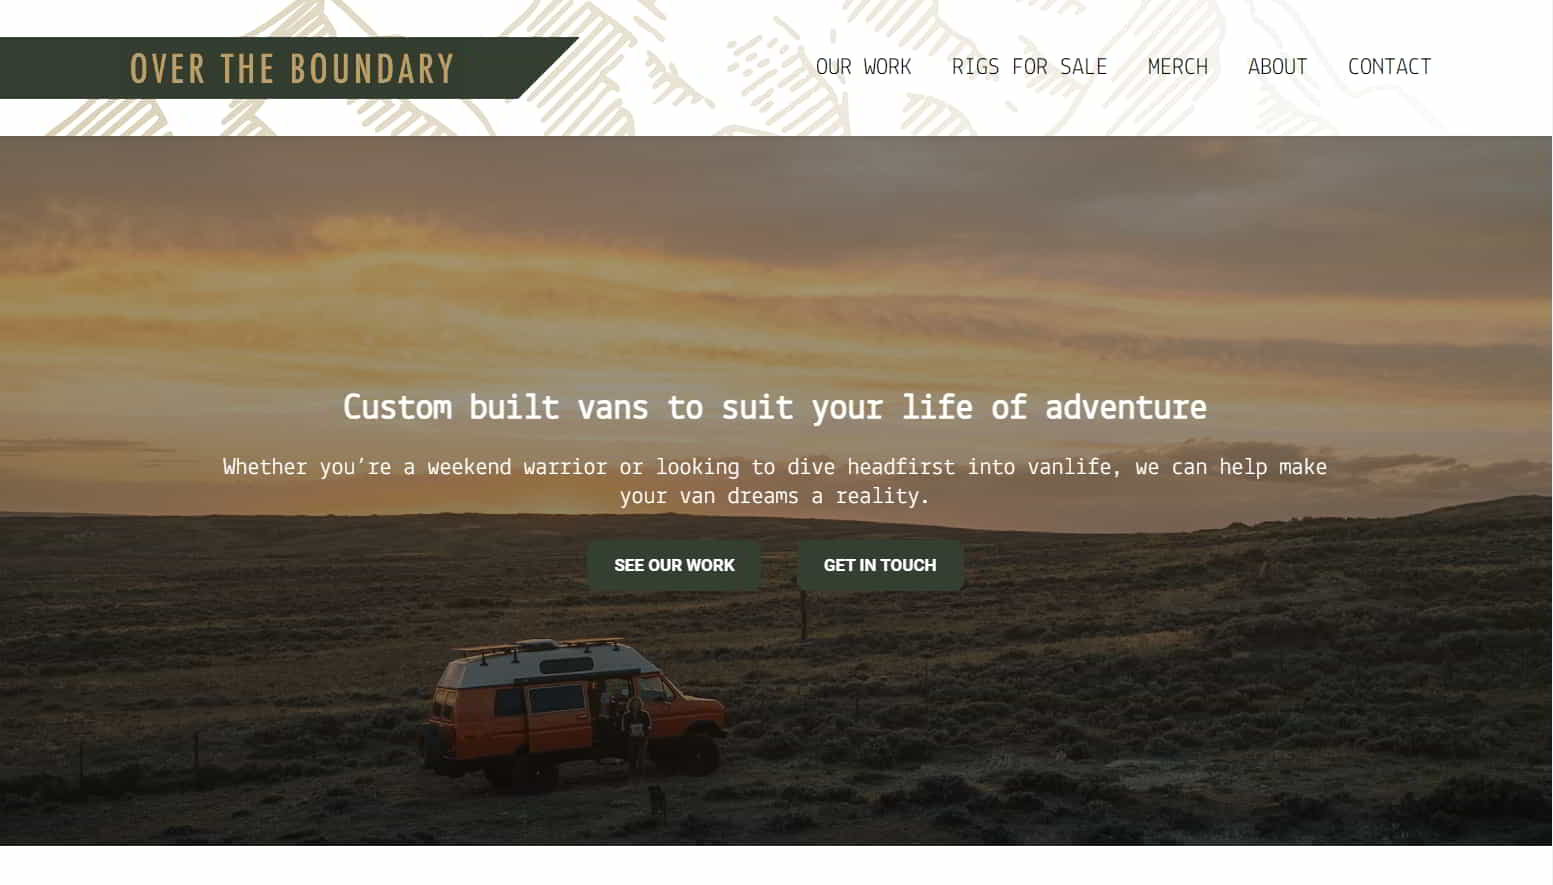 OVER THE BOUNDARY
OUR WORK RIGS FOR SALE MERCH ABOUT CONTACT
Custom built vans to suit your life of adventure
Whether you’re a weekend warrior or looking to dive headfirst into vanlife, we can help make
your van dreams a reality.
SEE OUR WORK GET IN TOUCH